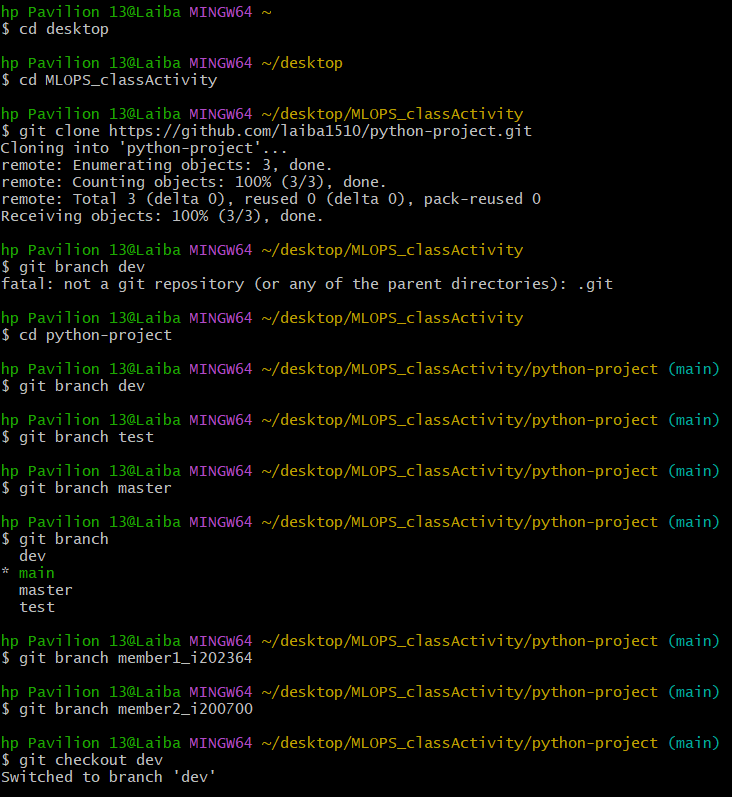 hp Pavilion 13@Laiba MINGW64 ~
$ cd desktop
hp Pavilion 13@Laiba MINGW64 ~/desktop
$ cd MLOPS_classActivity
hp Pavilion 13@Laiba MINGW64 ~/desktop/MLOPS_classActivity
$ git clone https://github.com/laiba1510/python-project.git
Cloning into 'python-project'...
remote: Enumerating objects: 3, done.
remote: Counting objects: 100% (3/3), done.
remote: Total 3 (delta 0), reused 0 (delta 0), pack-reused 0
Receiving objects: 100% (3/3), done.
hp Pavilion 13@Laiba MINGW64 ~/desktop/MLOPS_classActivity
$ git branch dev
fatal: not a git repository (or any of the parent directories): .git
hp Pavilion 13@Laiba MINGW64 ~/desktop/MLOPS_classActivity
$ cd python-project
hp Pavilion 13@Laiba MINGW64 ~/desktop/MLOPS_classActivity/python-project (main)
$ git branch dev
hp Pavilion 13@Laiba MINGW64 ~/desktop/MLOPS_classActivity/python-project (main)
$ git branch test
hp Pavilion 13@Laiba MINGW64 ~/desktop/MLOPS_classActivity/python-project (main)
$ git branch master
hp Pavilion 13@Laiba MINGW64 ~/desktop/MLOPS_classActivity/python-project (main)
$ git branch
  dev
* main
  master
  test
hp Pavilion 13@Laiba MINGW64 ~/desktop/MLOPS_classActivity/python-project (main)
$ git branch member1_i202364
hp Pavilion 13@Laiba MINGW64 ~/desktop/MLOPS_classActivity/python-project (main)
$ git branch member2_i200700
hp Pavilion 13@Laiba MINGW64 ~/desktop/MLOPS_classActivity/python-project (main)
$ git checkout dev
Switched to branch 'dev'